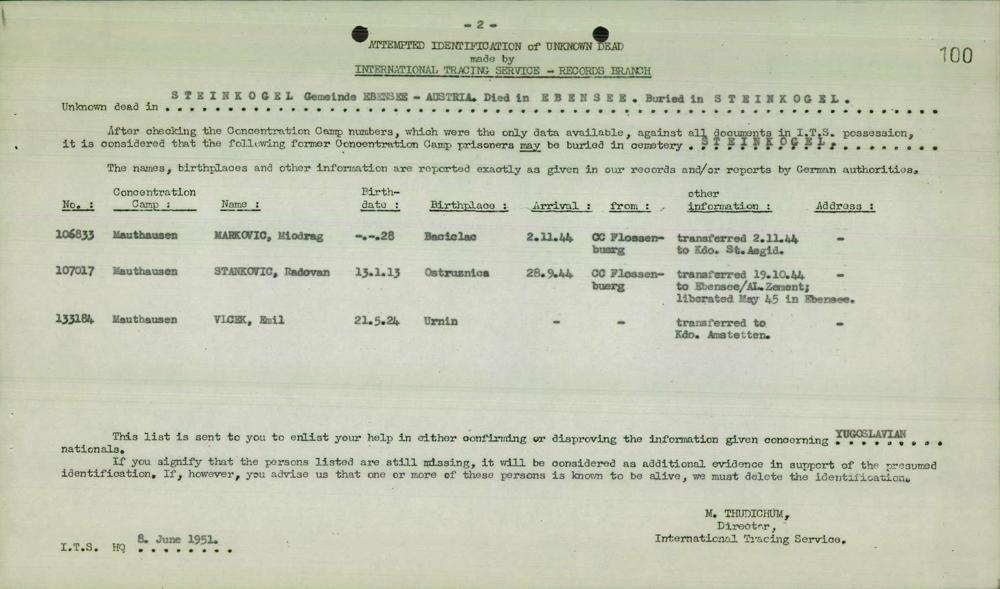 - 2 -
ATTEMPTED IDENTIFICATION of UNKNOWN DEAD
made by
INTERNATIONAL TRACING SERVICE - RECORDS BRANCH
100
Unknown dead in STEINKOGEL Gemeinde EBENSEE - AUSTRIA. Died in EBENSEE. Buried in STEINKOGEL.
After checking the Concentration Camp numbers, which were the only data available, against all documents in I.T.S. possession,
it is considered that the following former Concentration Camp prisoners may be buried in cemetery . STEINKOGEL.
The names, birthplaces and other information are reported exactly as given in our records and/or reports by German authorities.
No. : Concentration Camp : Name : Birth-date : Birthplace : Arrival : from : other information : Address :
106833 Mauthausen MARKOVIC, Miodrag -.-.28 Baciolac 2.11.44 CC Flossen- transferred 2.11.44 -
buerg to Kdo. St.Aegid.
107017 Mauthausen STANKOVIC, Radovan 13.1.13 Ostrusnica 28.9.44 CC Flossen- transferred 19.10.44 -
buerg to Ebensee/AL.Zement;
liberated May 45 in Ebensee.
133184 Mauthausen VICEK, Emil 21.5.24 Urnin - - transferred to -
Kdo. Amstetten.
This list is sent to you to enlist your help in either confirming or disproving the information given concerning YUGOSLAVIAN
nationals.
If you signify that the persons listed are still missing, it will be considered as additional evidence in support of the presumed
identification. If, however, you advise us that one or more of these persons is known to be alive, we must delete the identification.
M. THUDICHUM,
Director,
International Tracing Service.
I.T.S. HQ 8. June 1951.